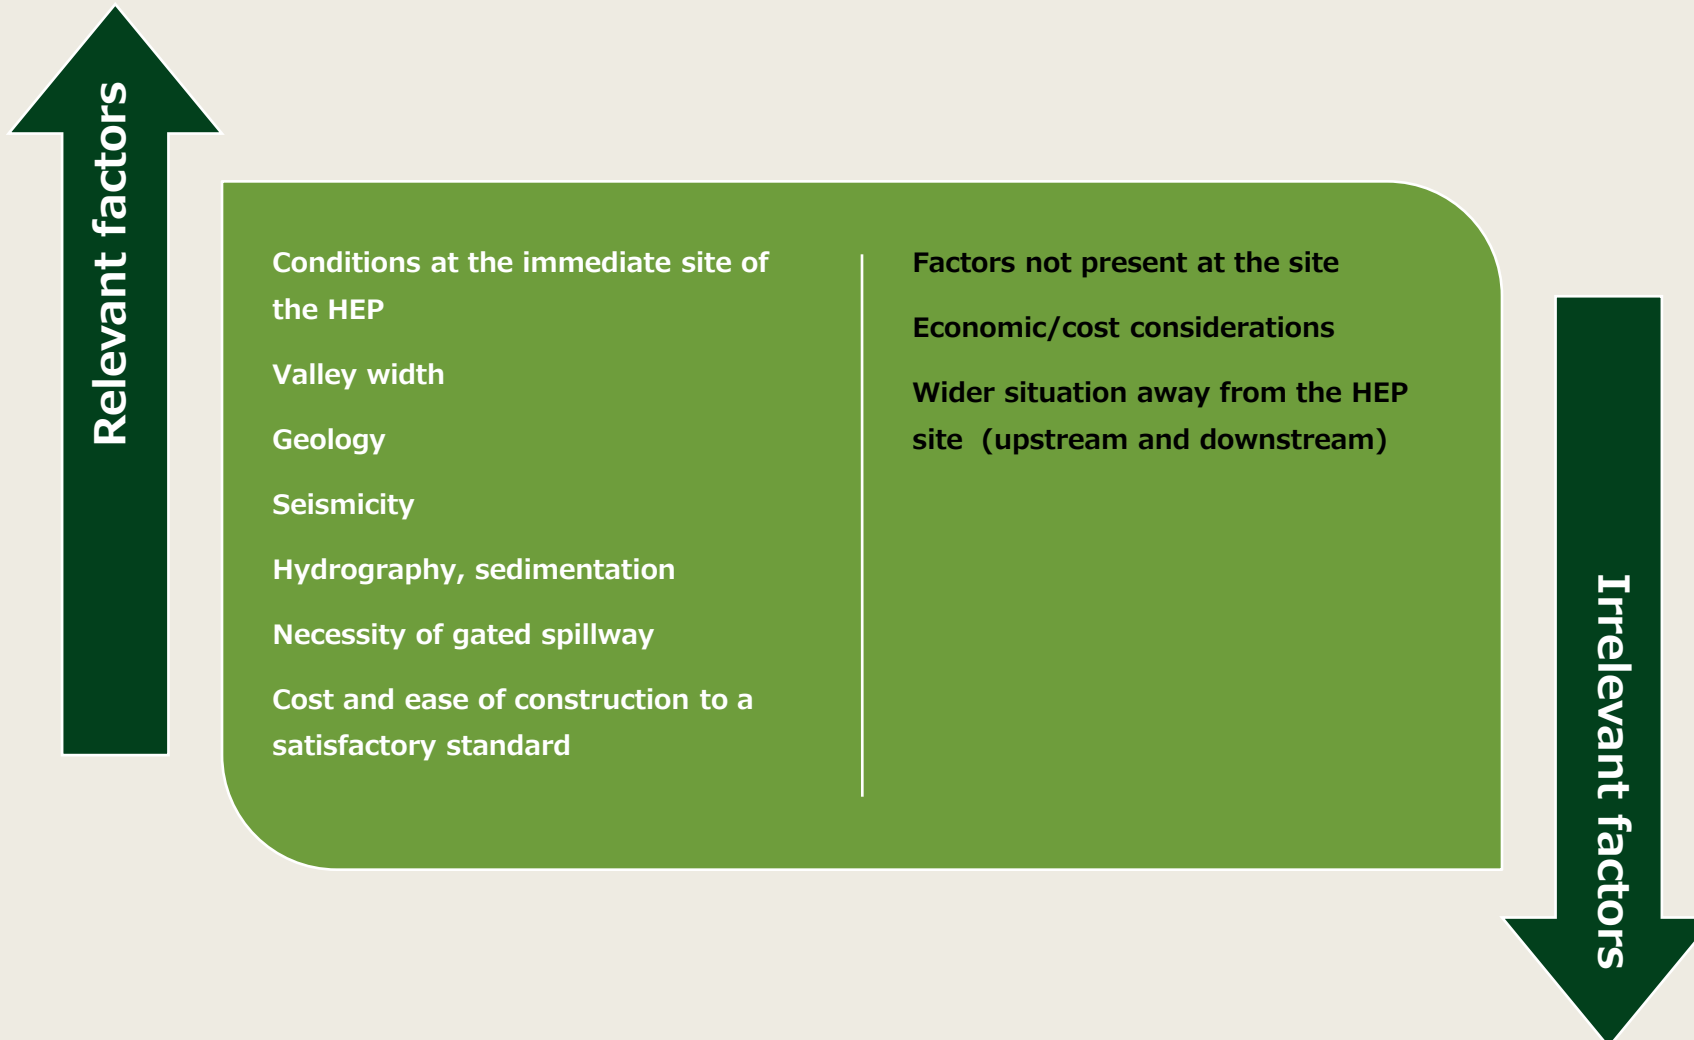 Relevant factors
Conditions at the immediate site of
the HEP
Valley width
Geology
Seismicity
Hydrography, sedimentation
Necessity of gated spillway
Cost and ease of construction to a
satisfactory standard
Factors not present at the site
Economic/cost considerations
Wider situation away from the HEP
site (upstream and downstream)
Irrelevant factors